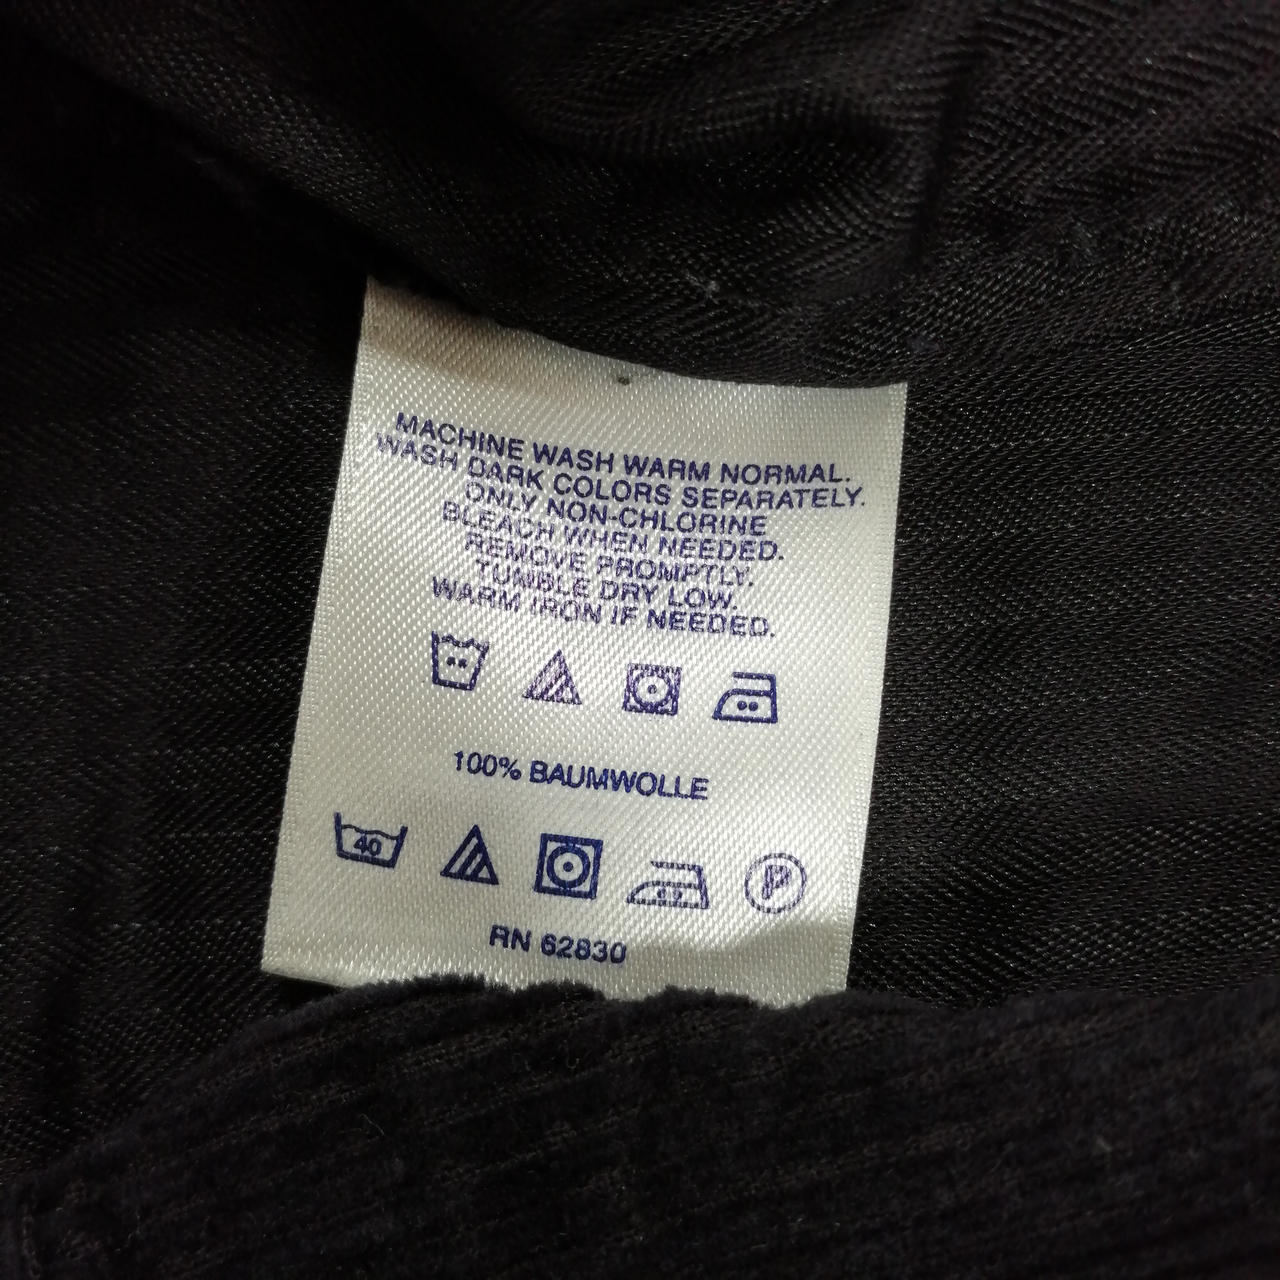 MACHINE WASH WARM NORMAL.
WASH DARK COLORS SEPARATELY.
ONLY NON-CHLORINE
BLEACH WHEN NEEDED.
REMOVE PROMPTLY.
TUMBLE DRY LOW.
WARM IRON IF NEEDED.
100% BAUMWOLLE
40
P
RN 62830